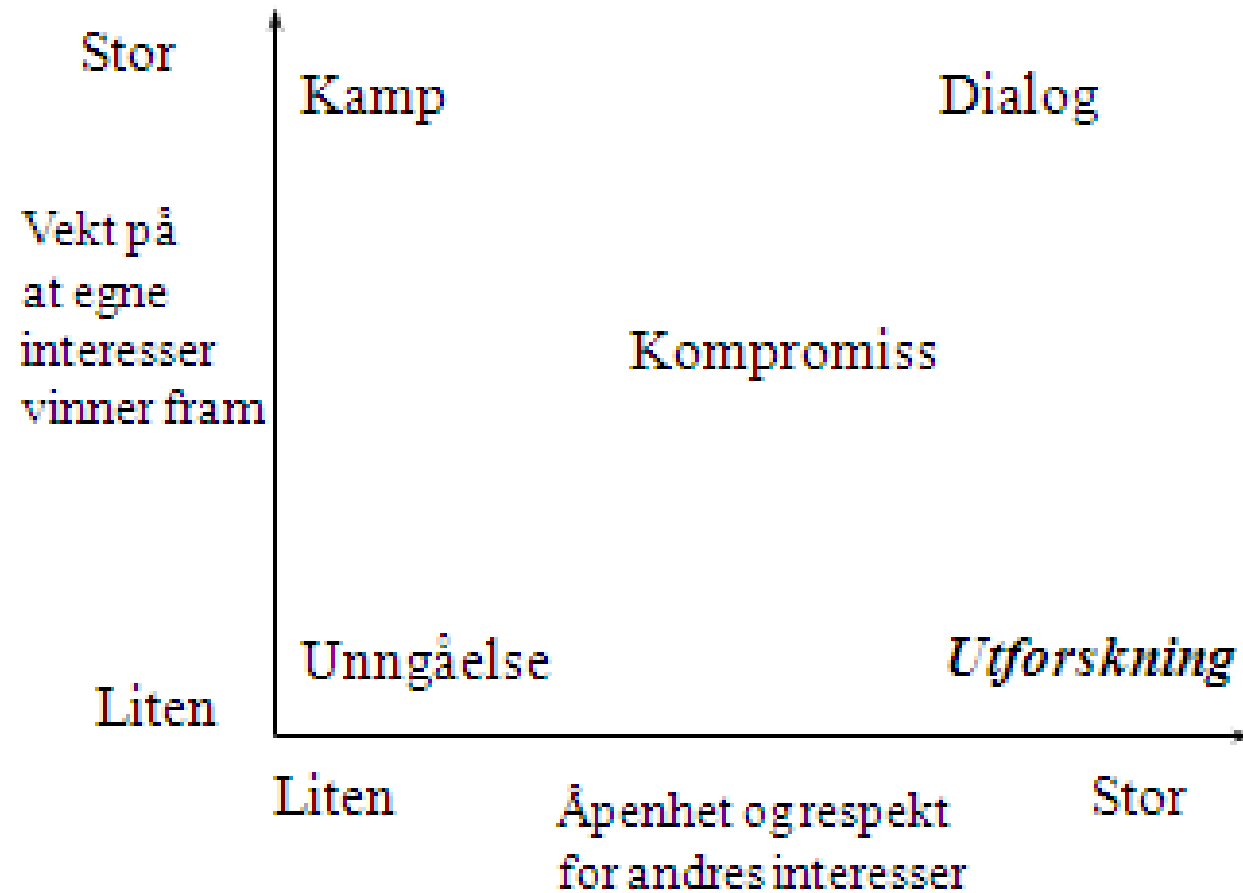 Stor
Kamp
Dialog
Vekt på
at egne
interesser
vinner fram
Kompromiss
Unngåelse
Utforskning
Liten
Liten
Åpenhet og respekt
for andres interesser
Stor